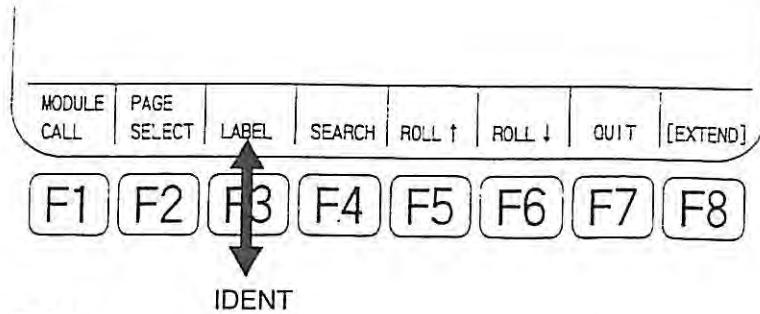 MODULE CALL
PAGE SELECT
LABEL
SEARCH
ROLL ↑
ROLL ↓
QUIT
[EXTEND]
F1 F2 F3 F4 F5 F6 F7 F8
IDENT